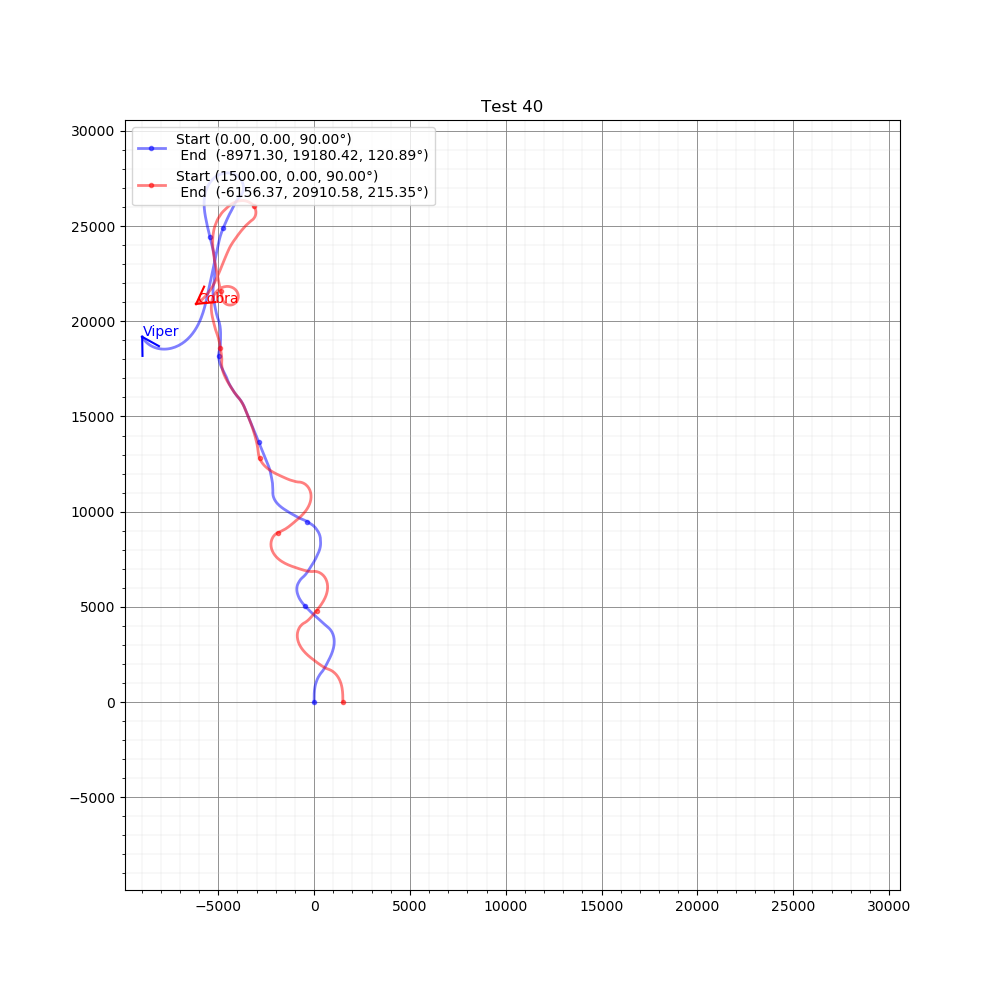 Test 40
Start (0.00, 0.00, 90.00°)
End (-8971.30, 19180.42, 120.89°)
Start (1500.00, 0.00, 90.00°)
End (-6156.37, 20910.58, 215.35°)
30000
25000
20000
15000
10000
5000
0
−5000
Cobra
Viper
−5000
0
5000
10000
15000
20000
25000
30000